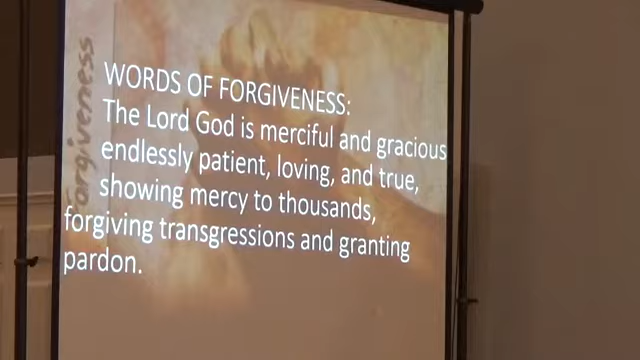 forgiveness
WORDS OF FORGIVENESS:
The Lord God is merciful and gracious
endlessly patient, loving, and true,
showing mercy to thousands,
forgiving transgressions and granting
pardon.